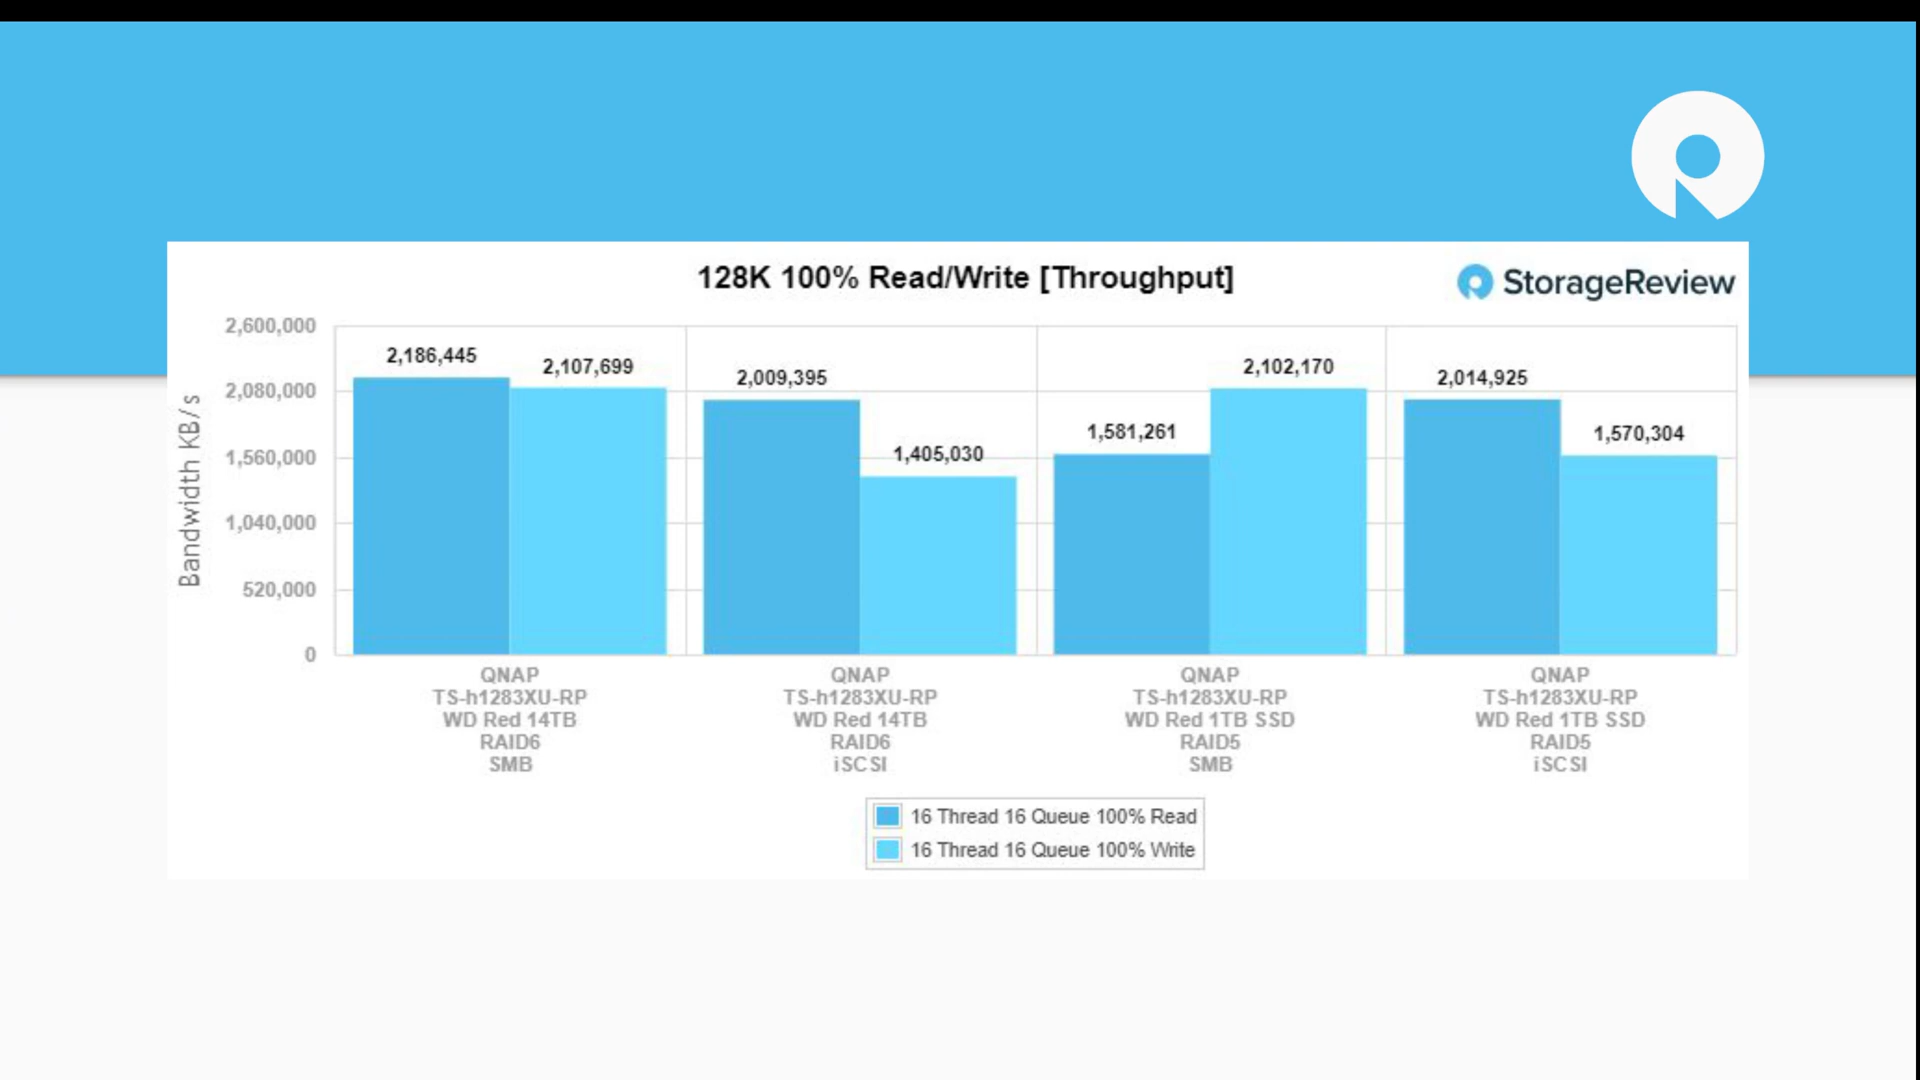 128K 100% Read/Write [Throughput]
StorageReview
Bandwidth KB/s
2,600,000
2,080,000
1,560,000
1,040,000
520,000
0
2,186,445
2,107,699
2,009,395
1,405,030
1,581,261
2,102,170
2,014,925
1,570,304
QNAP
TS-h1283XU-RP
WD Red 14TB
RAID6
SMB
QNAP
TS-h1283XU-RP
WD Red 14TB
RAID6
iSCSI
QNAP
TS-h1283XU-RP
WD Red 1TB SSD
RAID5
SMB
QNAP
TS-h1283XU-RP
WD Red 1TB SSD
RAID5
iSCSI
16 Thread 16 Queue 100% Read
16 Thread 16 Queue 100% Write